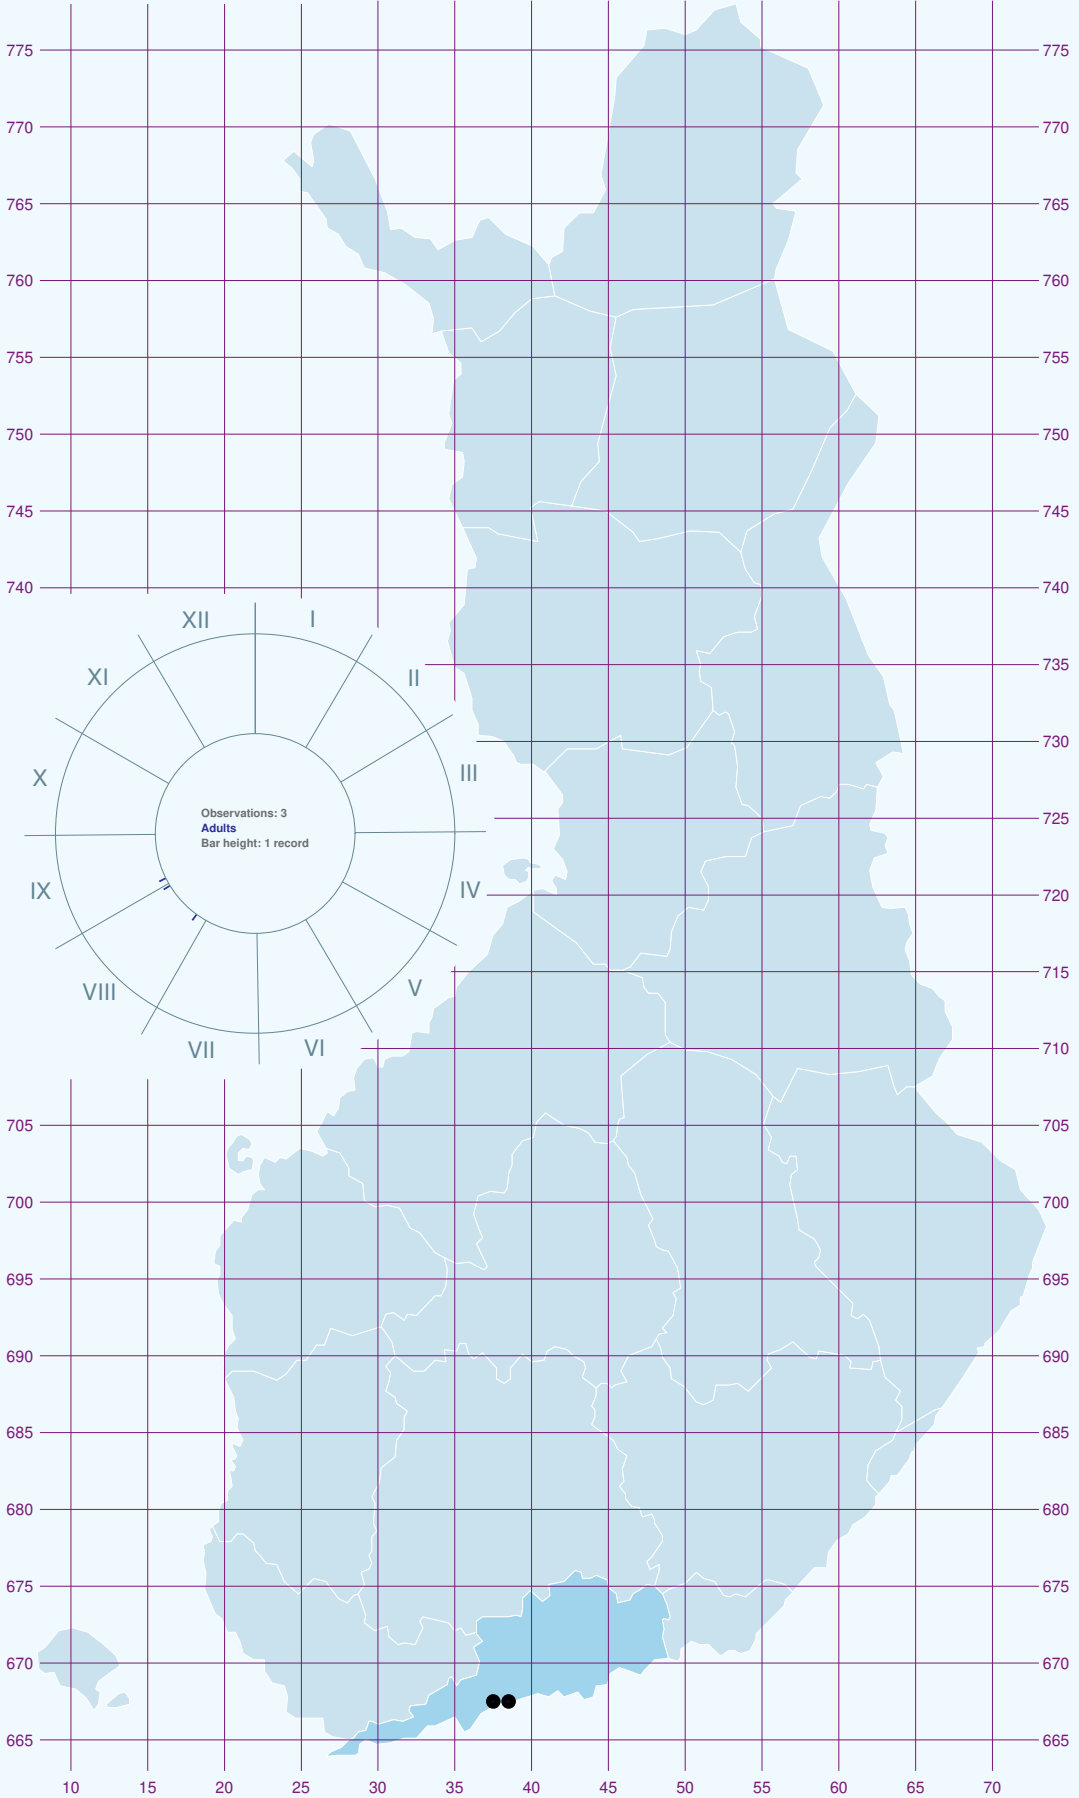 775 775
770 770
765 765
760 760
755 755
750 750
745 745
740 740
XII I
XI II
735
730
X III
Observations: 3
Adults
Bar height: 1 record
725
IX IV
720
VIII V
715
VII VI
710
705 705
700 700
695 695
690 690
685 685
680 680
675 675
670 670
665 665
10 15 20 25 30 35 40 45 50 55 60 65 70